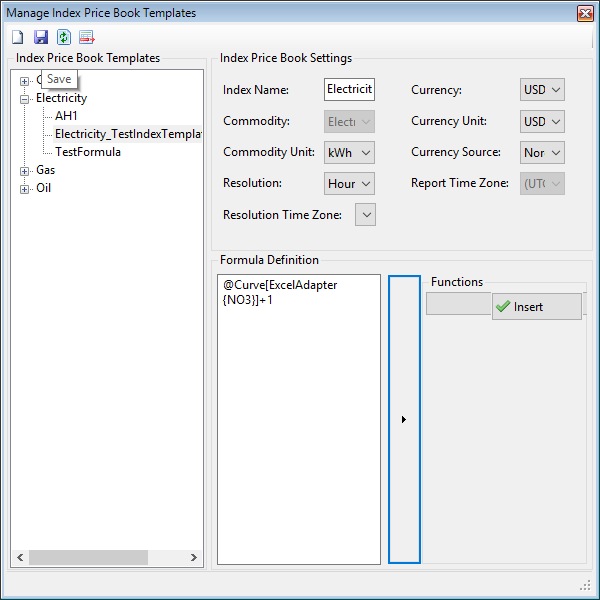 Manage Index Price Book Templates
Index Price Book Templates
Save
Electricity
AH1
Electricity_TestIndexTempla
TestFormula
Gas
Oil
Index Price Book Settings
Index Name:
Electricit
Currency:
USD
Commodity:
Electri
Currency Unit:
USD
Commodity Unit:
kWh
Currency Source:
Nor
Resolution:
Hour
Report Time Zone:
(UTC
Resolution Time Zone:
Formula Definition
@Curve[ExcelAdapter
{NO3}]+1
Functions
Insert